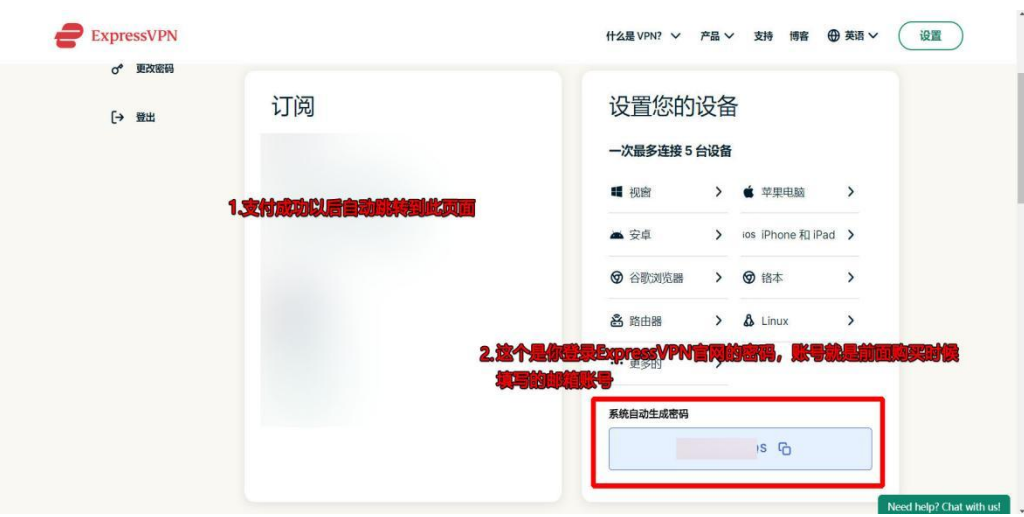 ExpressVPN
什么是 VPN?
产品
支持
博客
英语
设置
更改密码
登出
订阅
1.支付成功以后自动跳转到此页面
设置您的设备
一次最多连接 5 台设备
视窗
苹果电脑
安卓
ios iPhone 和 iPad
谷歌浏览器
铬本
路由器
Linux
2.这个是你登录ExpressVPN官网的密码，账号就是前面购买时候
填写的邮箱账号
更多的
系统自动生成密码
Need help? Chat with us!